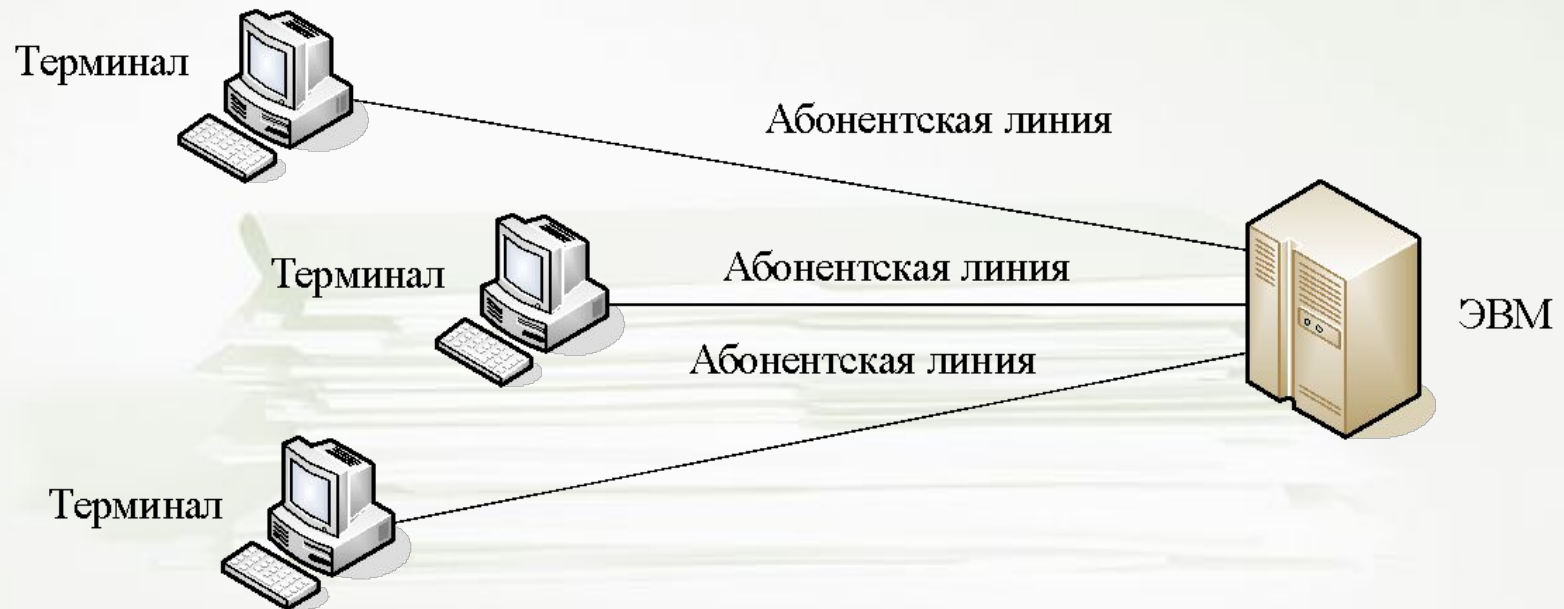 Терминал
Абонентская линия
Терминал
Абонентская линия
ЭВМ
Абонентская линия
Терминал